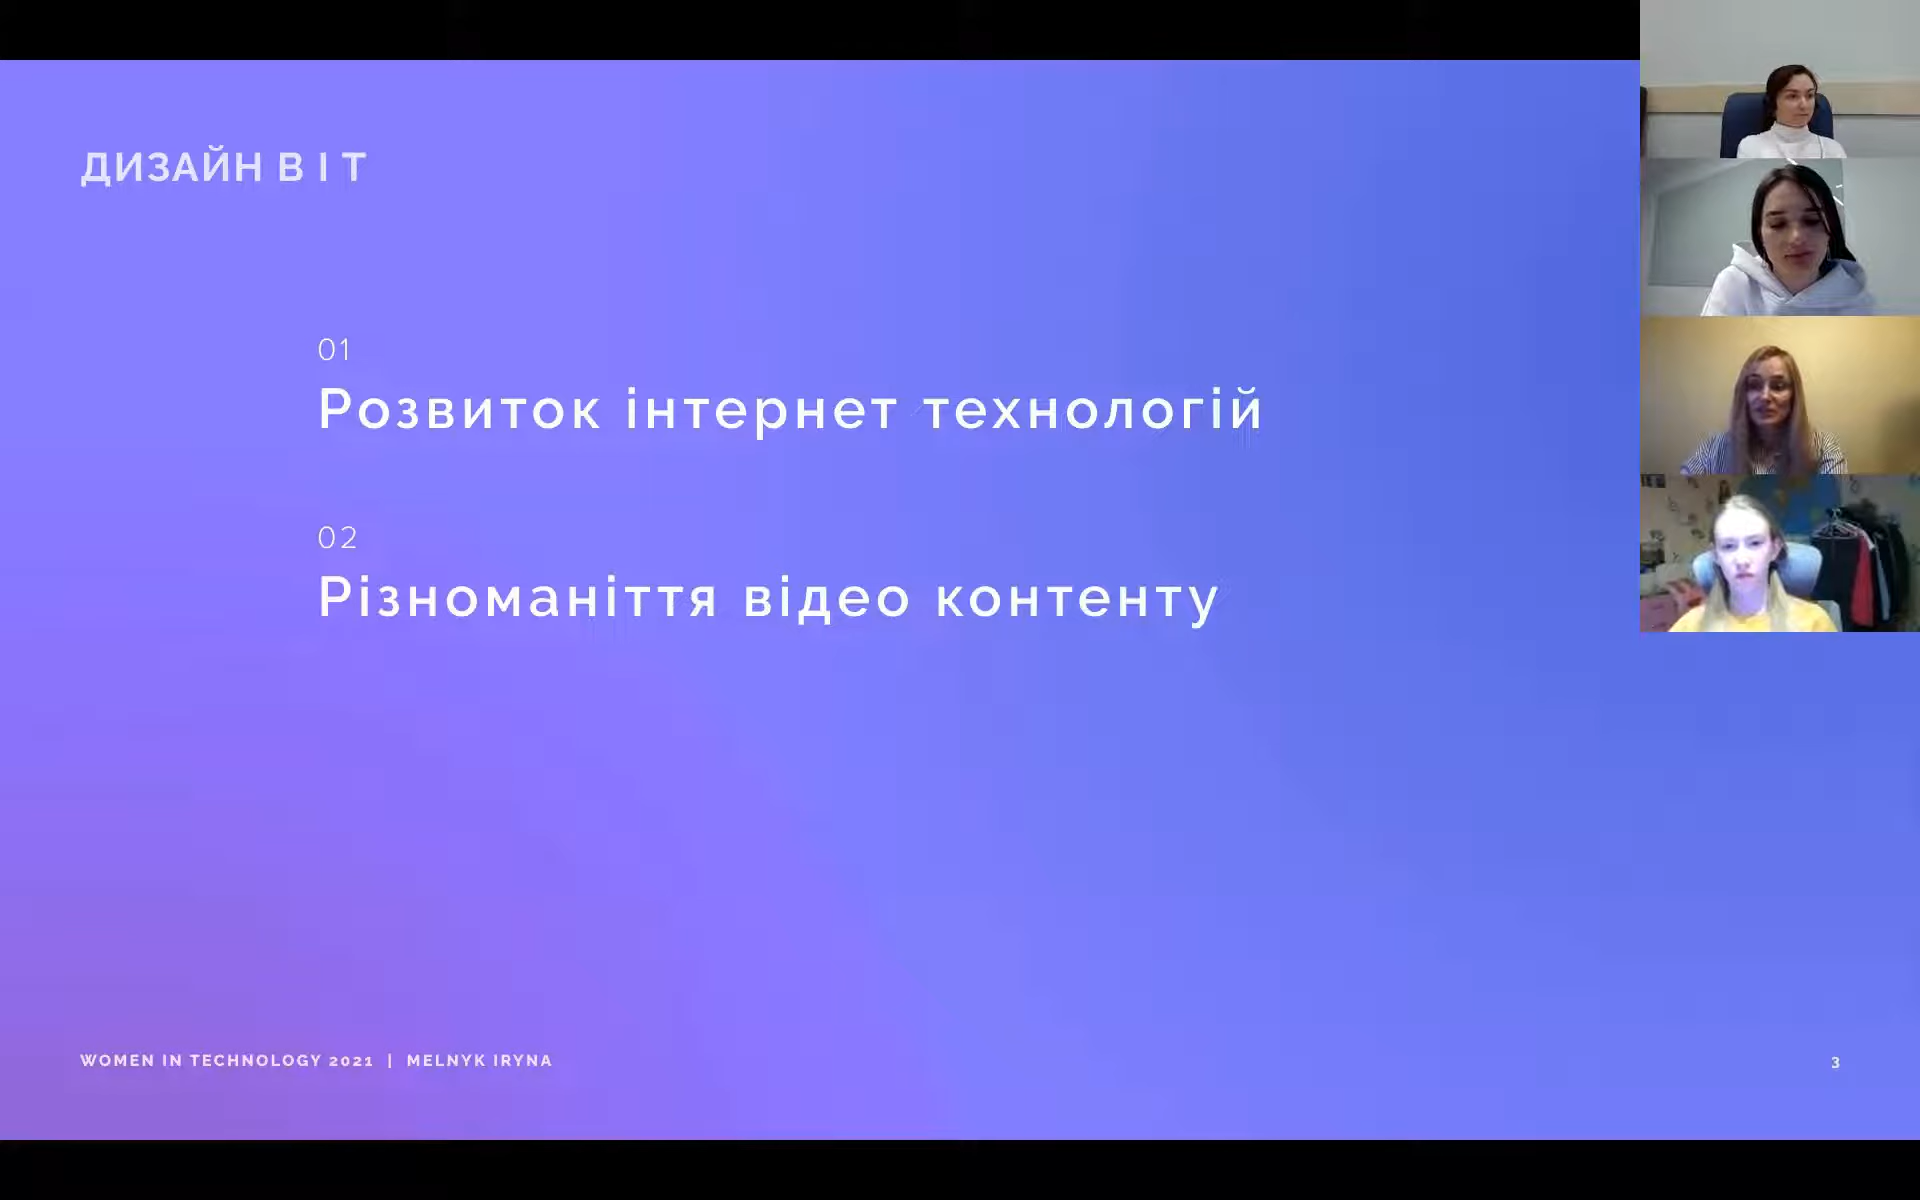 ДИЗАЙН В І Т
01
Розвиток інтернет технологій
02
Різноманіття відео контенту
WOMEN IN TECHNOLOGY 2021 | MELNYK IRYNA
3